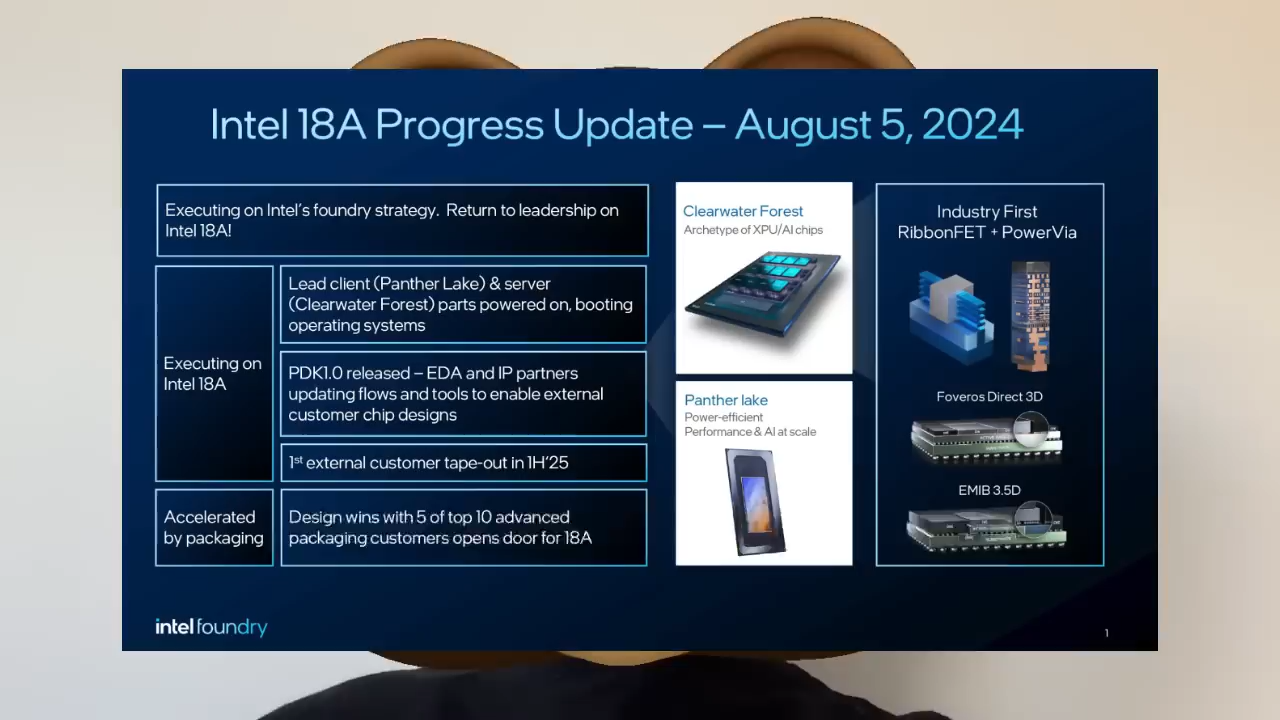 Intel 18A Progress Update – August 5, 2024
Executing on Intel's foundry strategy. Return to leadership on
Intel 18A!
Executing on
Intel 18A
Lead client (Panther Lake) & server
(Clearwater Forest) parts powered on, booting
operating systems
PDK1.0 released – EDA and IP partners
updating flows and tools to enable external
customer chip designs
1st external customer tape-out in 1H'25
Accelerated
by packaging
Design wins with 5 of top 10 advanced
packaging customers opens door for 18A
Clearwater Forest
Archetype of XPU/AI chips
Panther lake
Power-efficient
Performance & AI at scale
Industry First
RibbonFET + PowerVia
Foveros Direct 3D
EMIB 3.5D
intel foundry
1